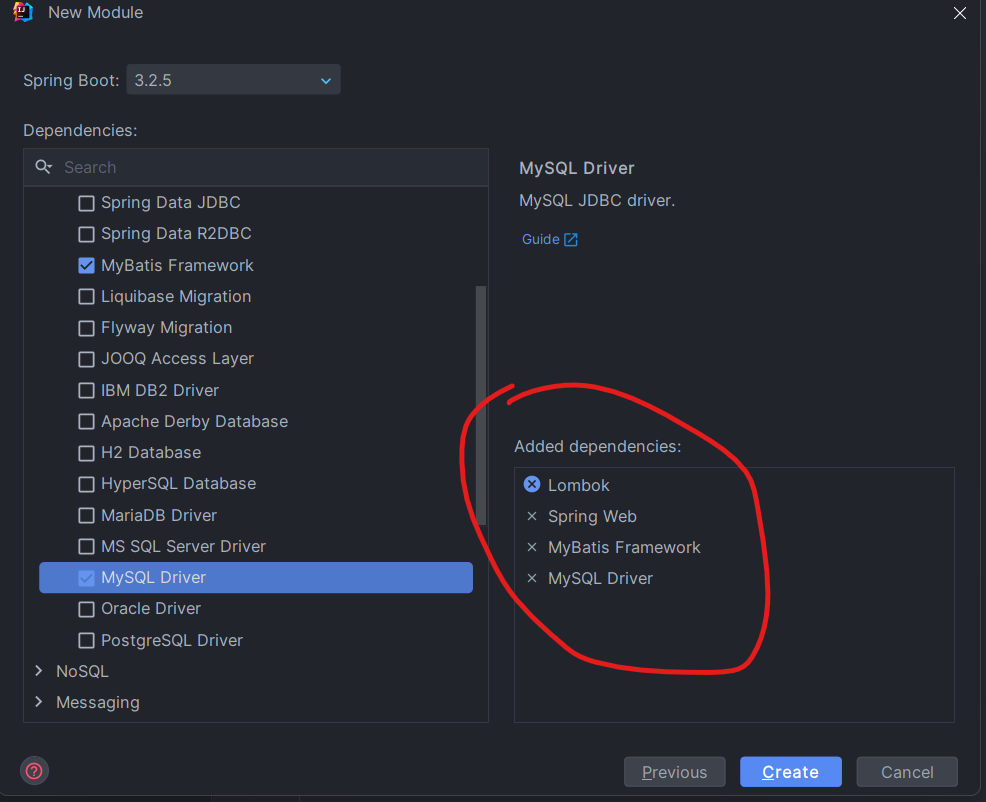 New Module
Spring Boot: 3.2.5
Dependencies:
Search
Spring Data JDBC
Spring Data R2DBC
MyBatis Framework
Liquibase Migration
Flyway Migration
JOOQ Access Layer
IBM DB2 Driver
Apache Derby Database
H2 Database
HyperSQL Database
MariaDB Driver
MS SQL Server Driver
MySQL Driver
Oracle Driver
PostgreSQL Driver
NoSQL
Messaging
MySQL Driver
MySQL JDBC driver.
Guide
Added dependencies:
Lombok
Spring Web
MyBatis Framework
MySQL Driver
Previous
Create
Cancel